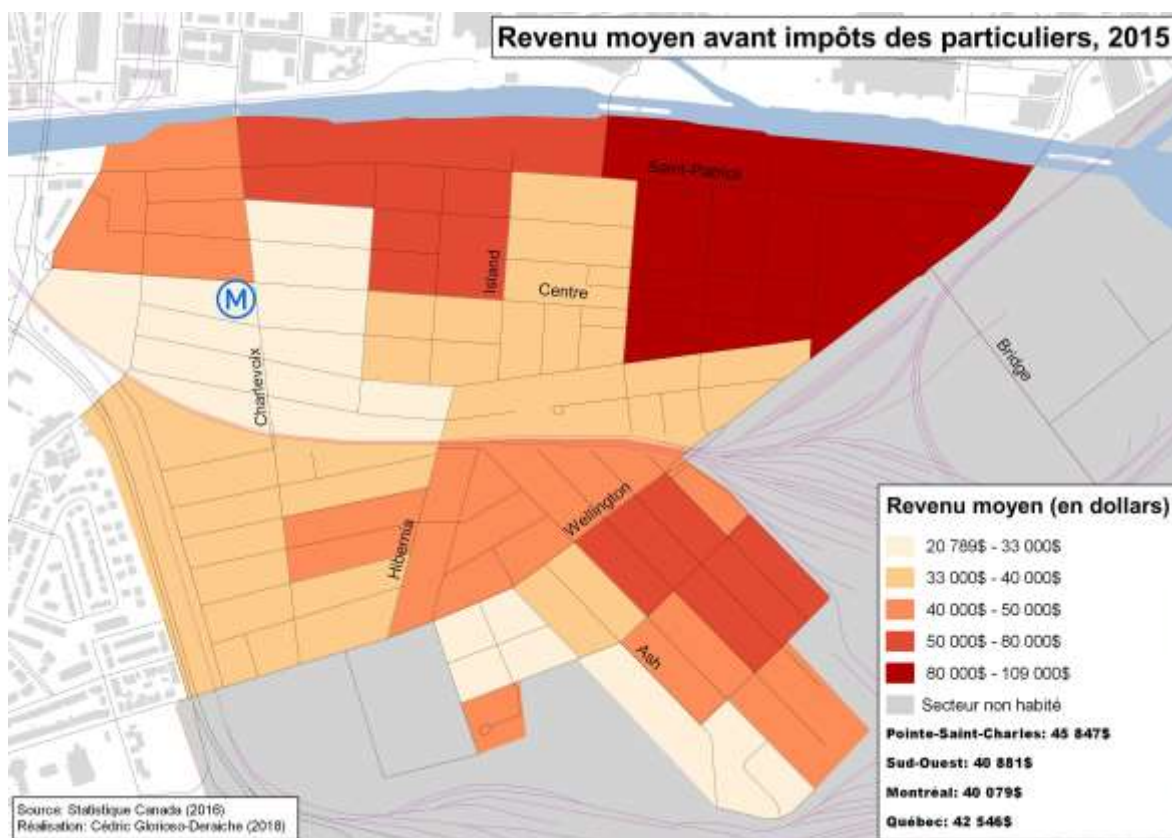 Revenu moyen avant impôts des particuliers, 2015
Saint-Patrick
Island
Centre
M
Charlevoix
Bridge
Wellington
Hibernia
Ash
Revenu moyen (en dollars)
20 789$ - 33 000$
33 000$ - 40 000$
40 000$ - 50 000$
50 000$ - 80 000$
80 000$ - 109 000$
Secteur non habité
Pointe-Saint-Charles: 45 847$
Sud-Ouest: 40 881$
Montréal: 40 079$
Québec: 42 546$
Source: Statistique Canada (2016)
Réalisation: Cédric Glorioso-Deraiche (2018)